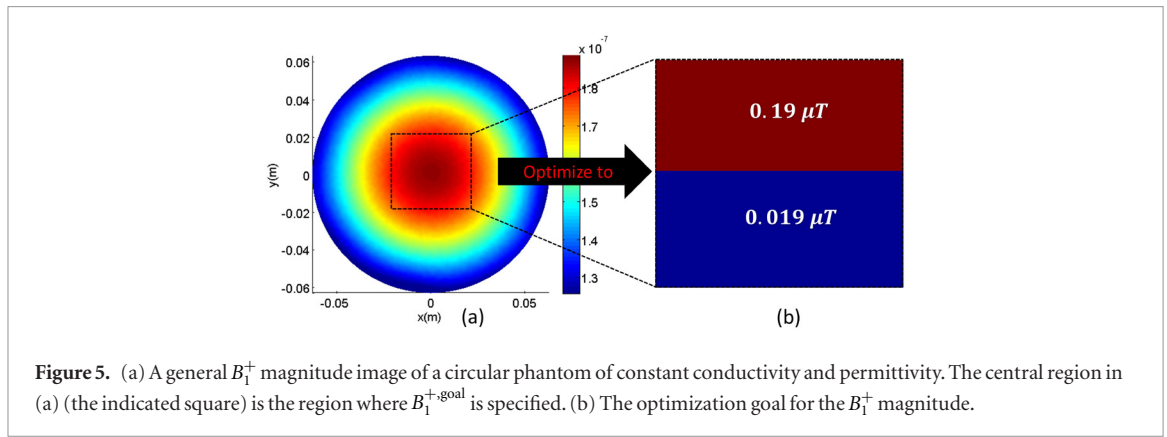 x 10^-7
0.06
0.04
0.02
0
-0.02
-0.04
-0.06
y(m)
-0.05
0
0.05
x(m)
(a)
1.8
1.7
1.5
1.4
1.3
Optimize to
0.19 μT
0.019 μT
(b)
Figure 5. (a) A general B₁⁺ magnitude image of a circular phantom of constant conductivity and permittivity. The central region in
(a) (the indicated square) is the region where B₁⁺,goal is specified. (b) The optimization goal for the B₁⁺ magnitude.